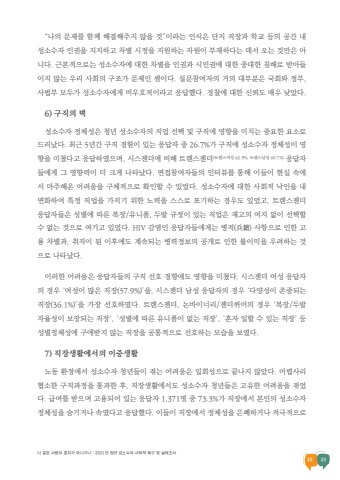 “나의 문제를 함께 해결해주지 않을 것”이라는 인식은 단지 직장과 학교 등의 공간 내
성소수자 인권을 지지하고 차별 시정을 지원하는 자원이 부재하다는 데서 오는 것만은 아
니다. 근본적으로는 성소수자에 대한 차별을 인권과 시민권에 대한 중대한 침해로 받아들
이지 않는 우리 사회의 구조가 문제인 셈이다. 설문참여자의 거의 대부분은 국회와 정부,
사법부 모두가 성소수자에게 비우호적이라고 응답했다. 경찰에 대한 신뢰도 매우 낮았다.
6) 구직의 벽
성소수자 정체성은 청년 성소수자의 직업 선택 및 구직에 영향을 미치는 중요한 요소로
드러났다. 최근 5년간 구직 경험이 있는 응답자 중 26.7%가 구직에 성소수자 정체성이 영
향을 미쳤다고 응답하였으며, 시스젠더에 비해 트랜스젠더 응답자
들에게 그 영향력이 더 크게 나타났다. 면접참여자들의 인터뷰를 통해 이들이 현실 속에
서 마주해온 어려움을 구체적으로 확인할 수 있었다. 성소수자에 대한 사회적 낙인을 내
면화하여 특정 직업을 가지기 위한 노력을 스스로 포기하는 경우도 있었고, 트랜스젠더
응답자들은 성별에 따른 복장/유니폼, 두발 규정이 있는 직업은 재고의 여지 없이 선택할
수 없는 것으로 여기고 있었다. HIV 감염인 응답자들에게는 병적(兵籍) 사항으로 인한 고
용 차별과, 취직이 된 이후에도 계속되는 병력정보의 공개로 인한 불이익을 우려하는 것
으로 나타났다.
이러한 어려움은 응답자들의 구직 선호 경향에도 영향을 미쳤다. 시스젠더 여성 응답자
의 경우 ‘여성이 많은 직장(57.9%)’을, 시스젠더 남성 응답자의 경우 ‘다양성이 존중되는
직장(36.1%)’을 가장 선호하였다. 트랜스젠더, 논바이너리/젠더퀴어의 경우 ‘복장/두발
자율성이 보장되는 직장’, ‘성별에 따른 유니폼이 없는 직장’, ‘혼자 일할 수 있는 직장’ 등
성별정체성에 구애받지 않는 직장을 공통적으로 선호하는 모습을 보였다.
7) 직장생활에서의 이중생활
노동 환경에서 성소수자 청년들이 겪는 어려움은 일회성으로 끝나지 않았다. 어렵사리
협소한 구직과정을 통과한 후, 직장생활에서도 성소수자 청년들은 고유한 어려움을 겪었
다. 급여를 받으며 고용되어 있는 응답자 1,371명 중 73.3%가 직장에서 본인의 성소수자
정체성을 숨기거나 속였다고 응답했다. 이들이 직장에서 정체성을 은폐하거나 적극적으로
나 같은 사람이 혼자가 아니구나 - 2021년 청년 성소수자 사회적 욕구 및 실태조사
22 23